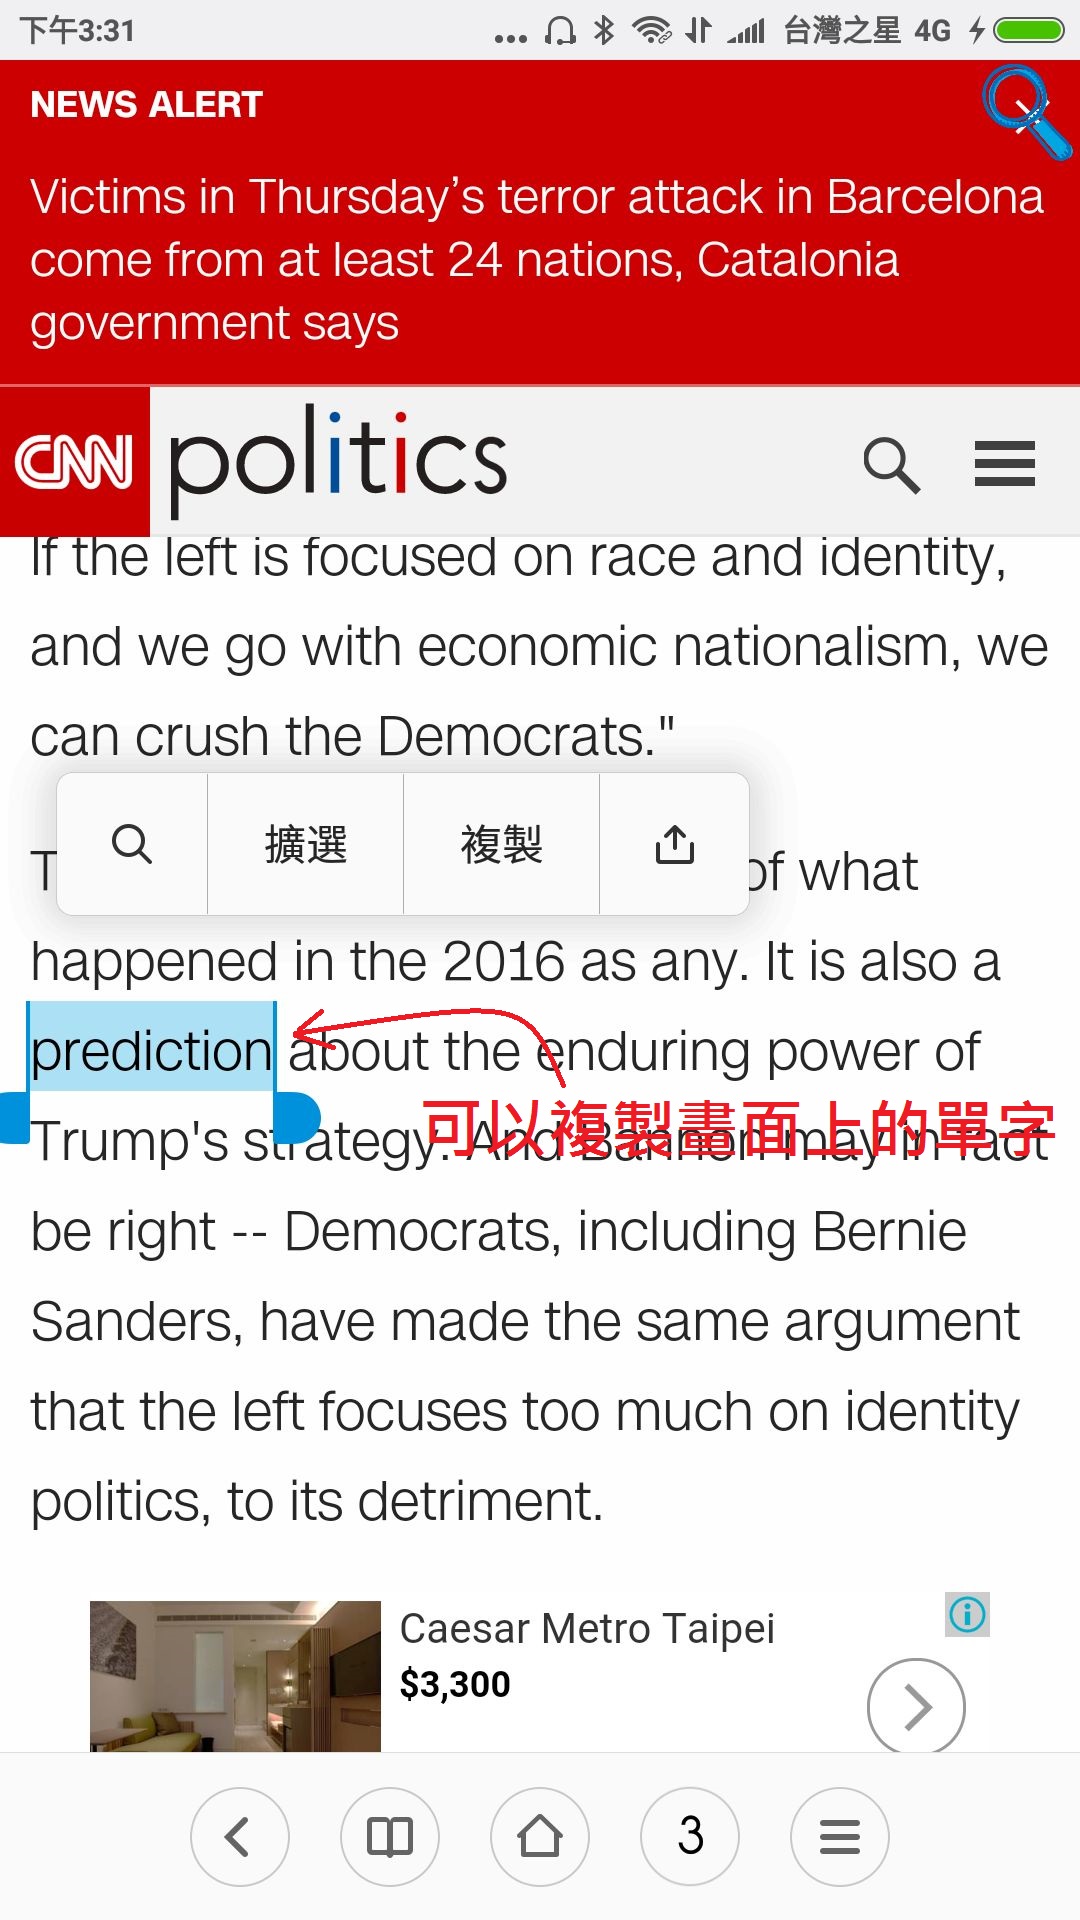 下午3:31 台灣之星 4G
NEWS ALERT
Victims in Thursday’s terror attack in Barcelona
come from at least 24 nations, Catalonia
government says
CNN politics
If the left is focused on race and identity,
and we go with economic nationalism, we
can crush the Democrats."
擴選 複製
T of what
happened in the 2016 as any. It is also a
prediction about the enduring power of
可以複製畫面上的單字
Trump's strategy. And Bannon may in fact
be right -- Democrats, including Bernie
Sanders, have made the same argument
that the left focuses too much on identity
politics, to its detriment.
Caesar Metro Taipei
$3,300
3